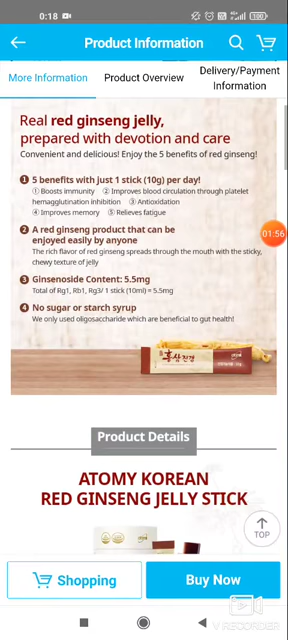 0:18
4G
100
Product Information
More Information
Product Overview
Delivery/Payment
Information
Real red ginseng jelly,
prepared with devotion and care
Convenient and delicious! Enjoy the 5 benefits of red ginseng!
1 5 benefits with just 1 stick (10g) per day!
① Boosts immunity ② Improves blood circulation through platelet
hemagglutination inhibition ③ Antioxidation
④ Improves memory ⑤ Relieves fatigue
01:56
2 A red ginseng product that can be
enjoyed easily by anyone
The rich flavor of red ginseng spreads through the mouth with the sticky,
chewy texture of jelly
3 Ginsenoside Content: 5.5mg
Total of Rg1, Rb1, Rg3/ 1 stick (10ml) = 5.5mg
4 No sugar or starch syrup
We only used oligosaccharide which are beneficial to gut health!
홍삼진경
Product Details
ATOMY KOREAN
RED GINSENG JELLY STICK
TOP
Shopping
Buy Now
V RECORDER